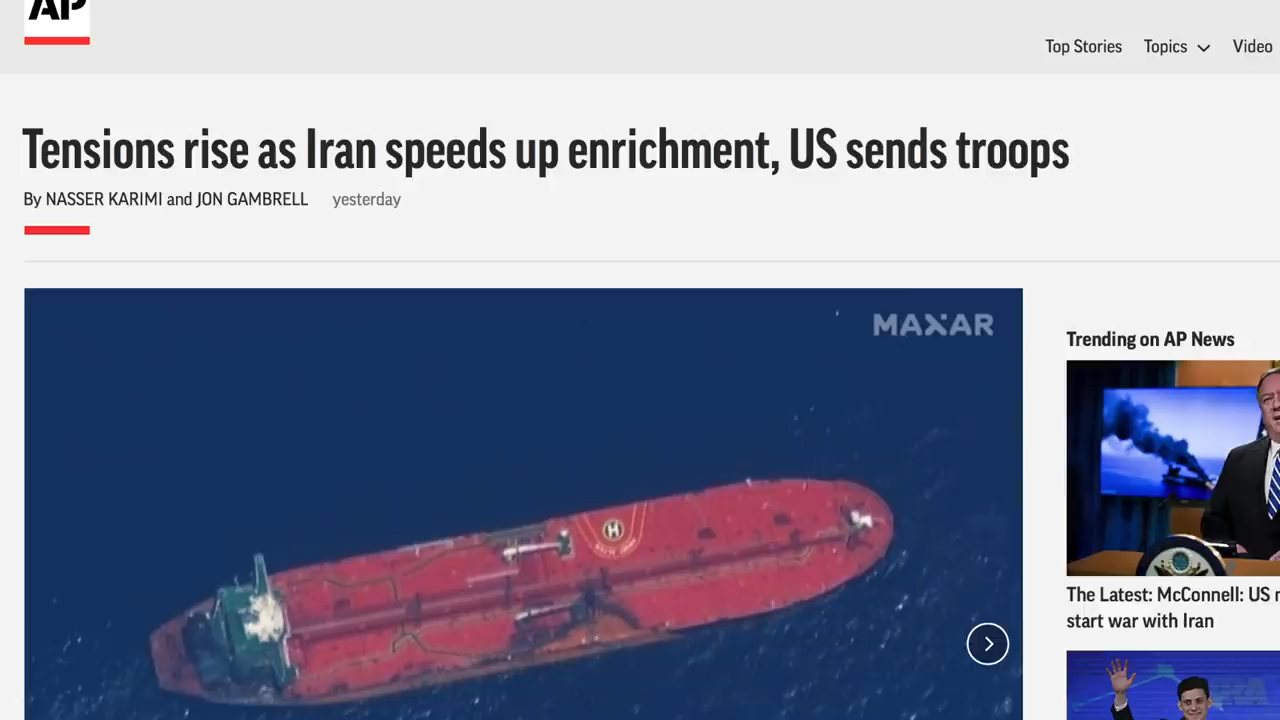 AP
Top Stories Topics Video
Tensions rise as Iran speeds up enrichment, US sends troops
By NASSER KARIMI and JON GAMBRELL yesterday
MAXAR
Trending on AP News
H
The Latest: McConnell: US
start war with Iran